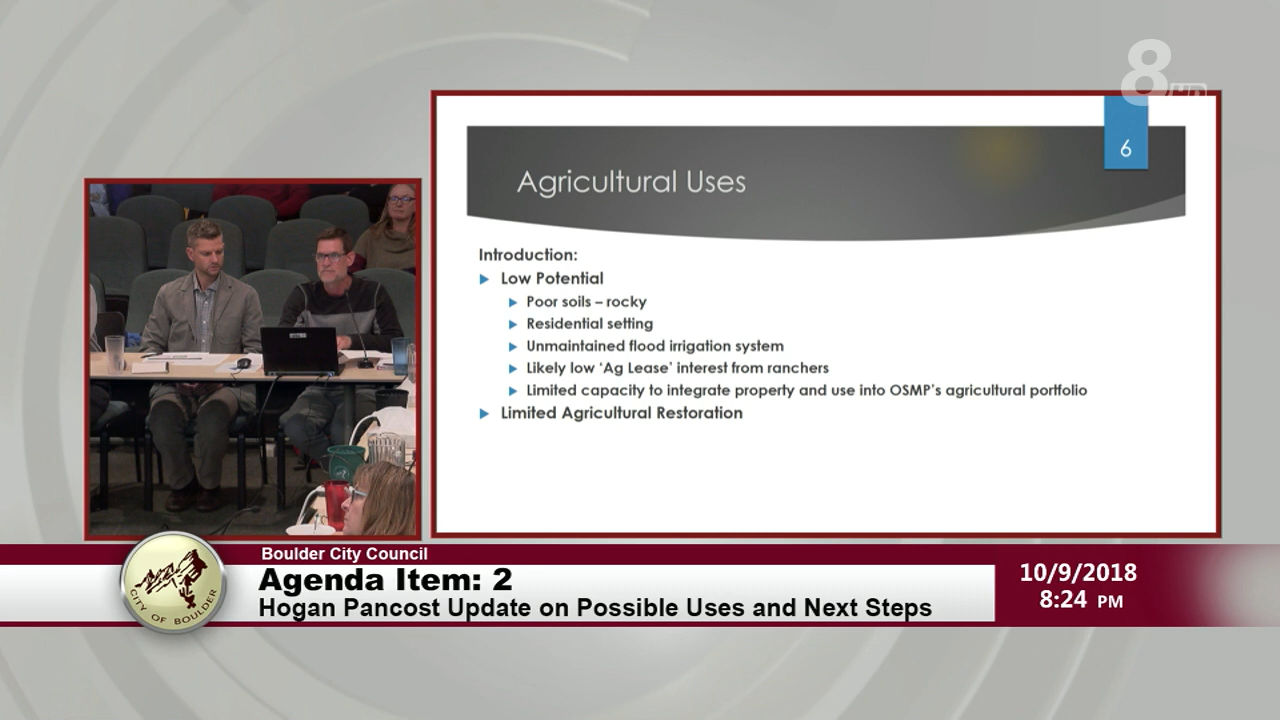 8HD
6
Agricultural Uses
Introduction:
Low Potential
Poor soils – rocky
Residential setting
Unmaintained flood irrigation system
Likely low ‘Ag Lease’ interest from ranchers
Limited capacity to integrate property and use into OSMP's agricultural portfolio
Limited Agricultural Restoration
Boulder City Council
Agenda Item: 2
Hogan Pancost Update on Possible Uses and Next Steps
CITY OF BOULDER
10/9/2018
8:24 PM